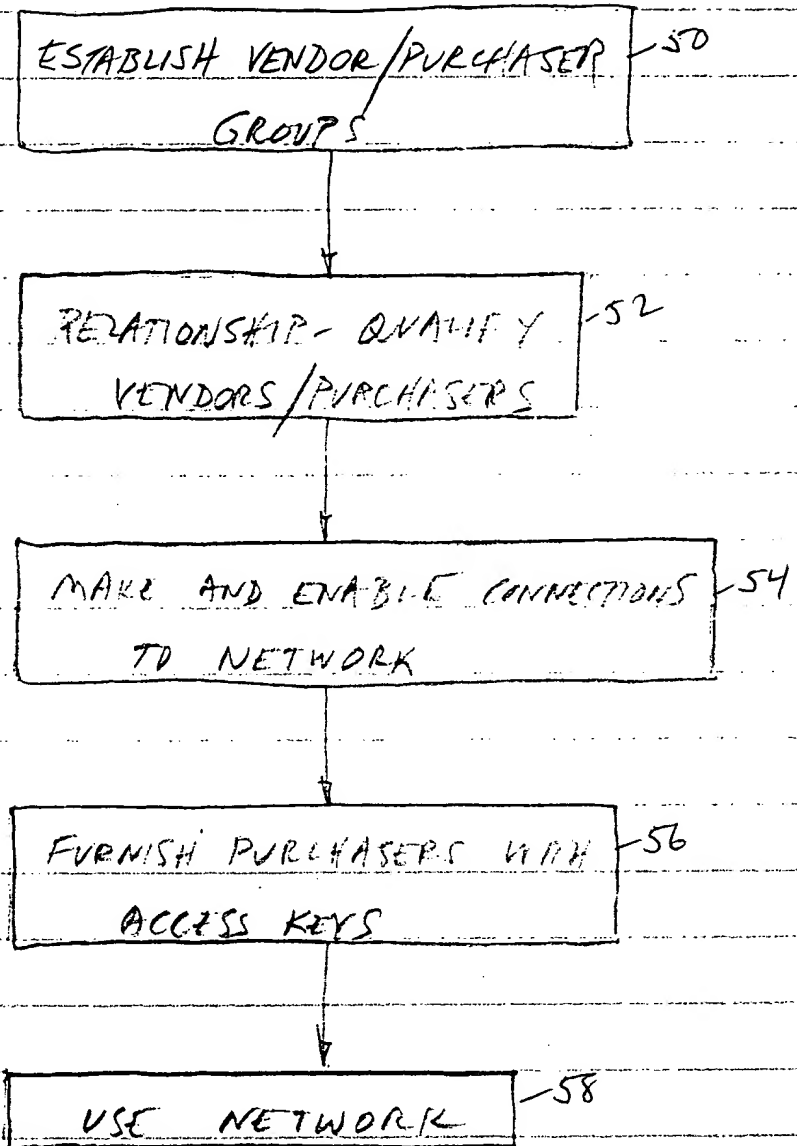 ESTABLISH VENDOR/PURCHASER 50
GROUPS
RELATIONSHIP- QUALIFY 52
VENDORS/PURCHASERS
MAKE AND ENABLE CONNECTIONS 54
TO NETWORK
FURNISH PURCHASERS WITH 56
ACCESS KEYS
USE NETWORK 58